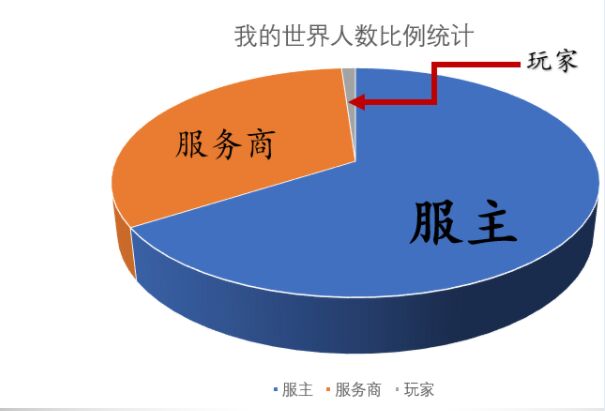 我的世界人数比例统计
玩家
服务商
服主
服主 服务商 玩家